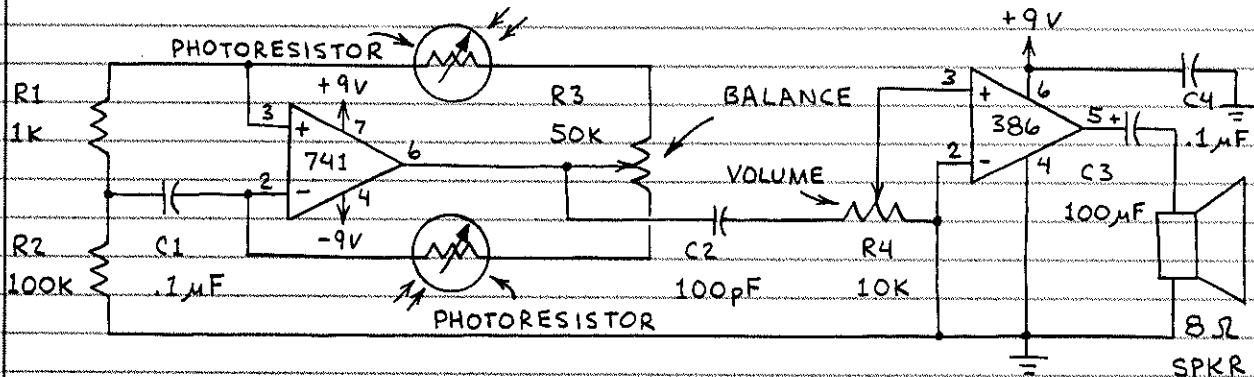 PHOTORESISTOR
R1
1K
R2
100K
C1
.1µF
+9V
3
+
7
741
6
2
-
4
-9V
R3
50K
BALANCE
PHOTORESISTOR
C2
100pF
VOLUME
R4
10K
+9V
3
+
6
386
5
+
2
-
4
C4
.1µF
C3
100µF
8Ω
SPKR